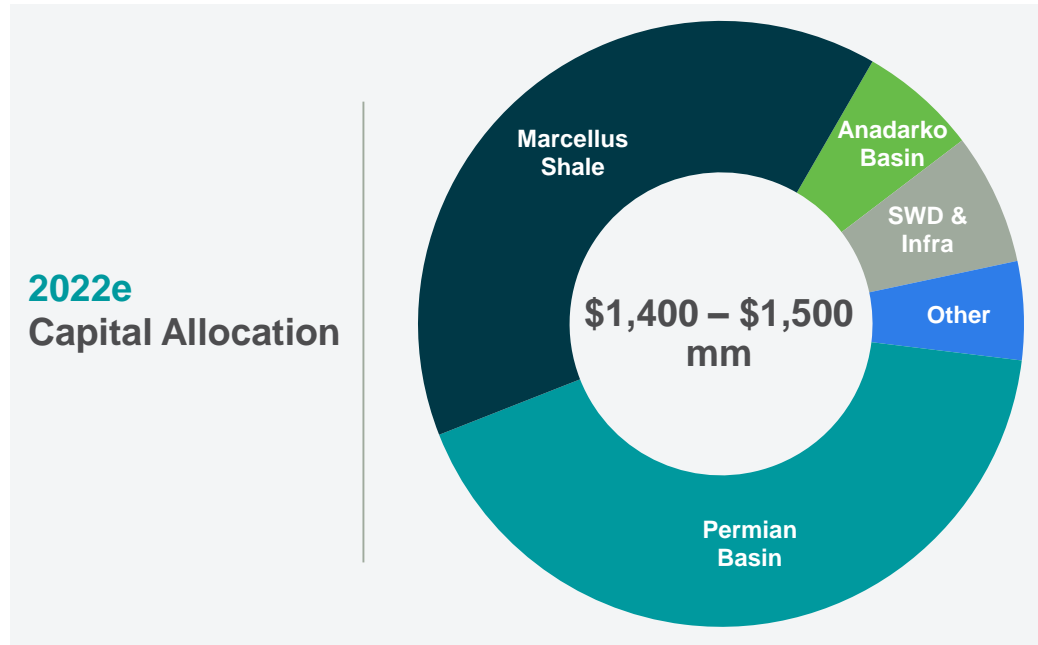 2022e
Capital Allocation
Marcellus
Shale
Anadarko
Basin
SWD &
Infra
Other
$1,400 – $1,500
mm
Permian
Basin